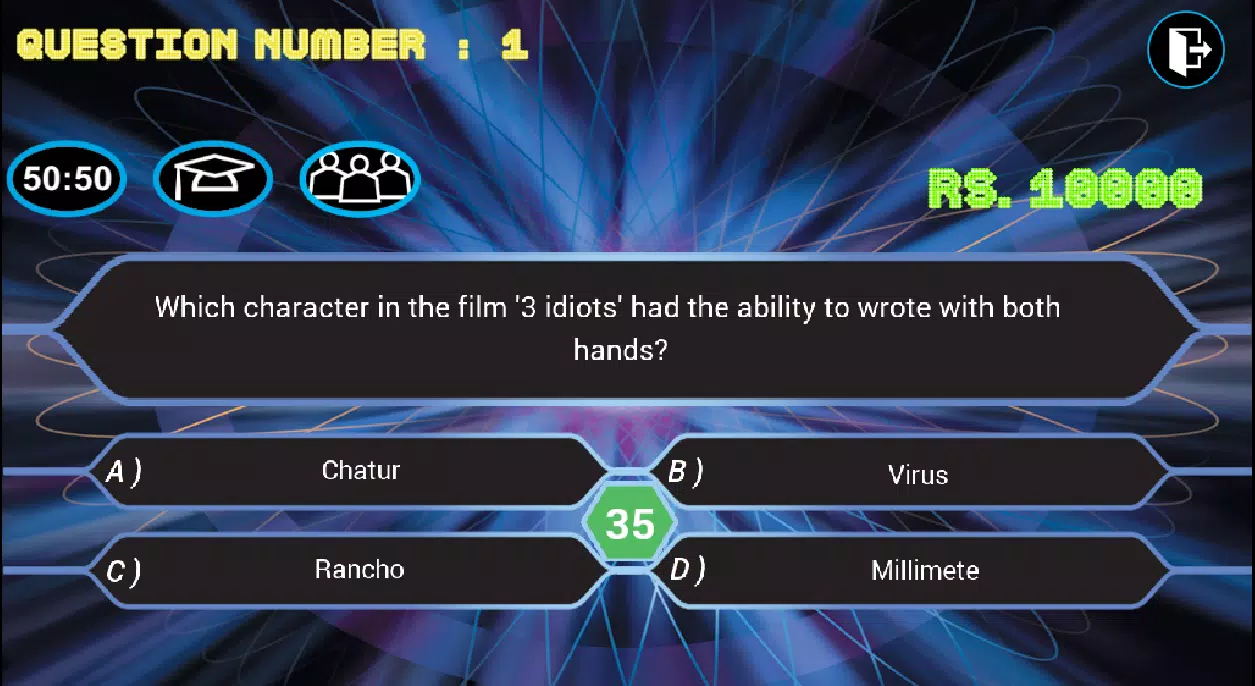 QUESTION NUMBER : 1
50:50
RS. 10000
Which character in the film '3 idiots' had the ability to wrote with both
hands?
A) Chatur
B) Virus
35
C) Rancho
D) Millimete